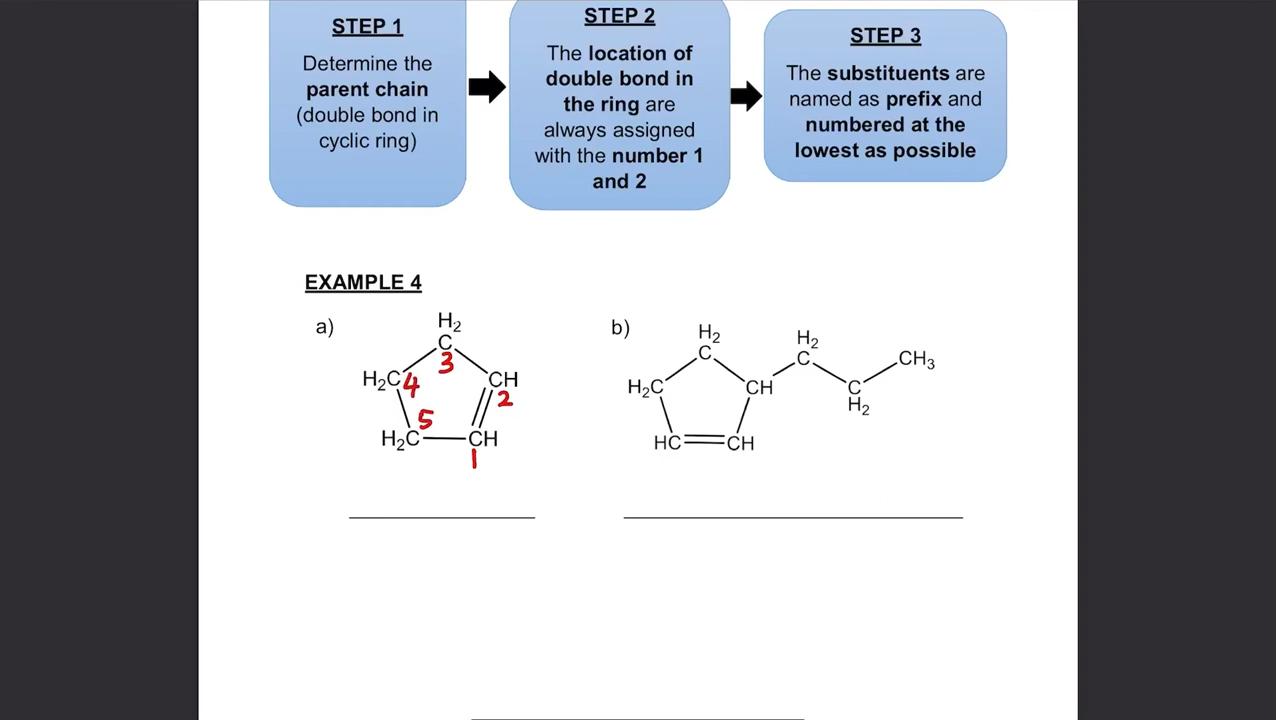 STEP 1
Determine the
parent chain
(double bond in
cyclic ring)
STEP 2
The location of
double bond in
the ring are
always assigned
with the number 1
and 2
STEP 3
The substituents are
named as prefix and
numbered at the
lowest as possible
EXAMPLE 4
a)
H₂
C
3
H₂C 4
CH
2
5
H₂C
CH
1
b)
H₂
C
H₂C
CH
HC
CH
H₂
C
CH₃
C
H₂